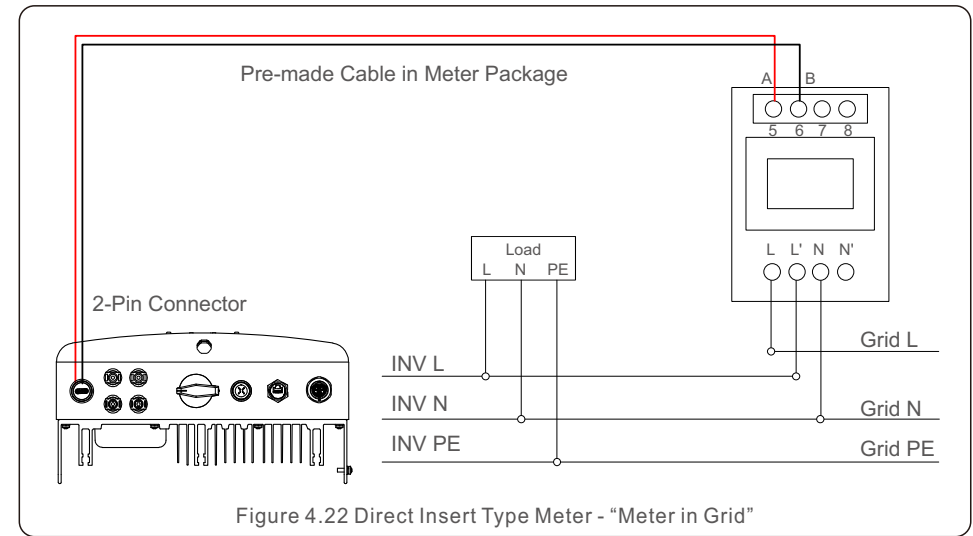 Pre-made Cable in Meter Package
A B
5 6 7 8
Load
L N PE
L L' N N'
2-Pin Connector
Grid L
INV L
INV N
Grid N
INV PE
Grid PE
Figure 4.22 Direct Insert Type Meter - “Meter in Grid”